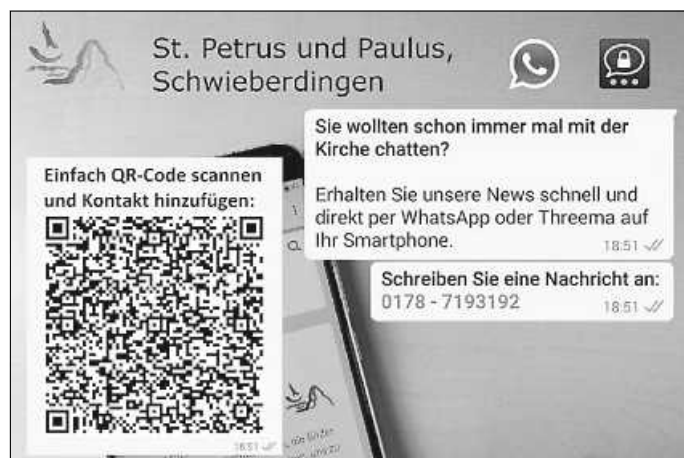 St. Petrus und Paulus,
Schwieberdingen
Sie wollten schon immer mal mit der
Kirche chatten?
Erhalten Sie unsere News schnell und
direkt per WhatsApp oder Threema auf
Ihr Smartphone.
18:51
Schreiben Sie eine Nachricht an:
0178 - 7193192
18:51
Einfach QR-Code scannen
und Kontakt hinzufügen:
18:51